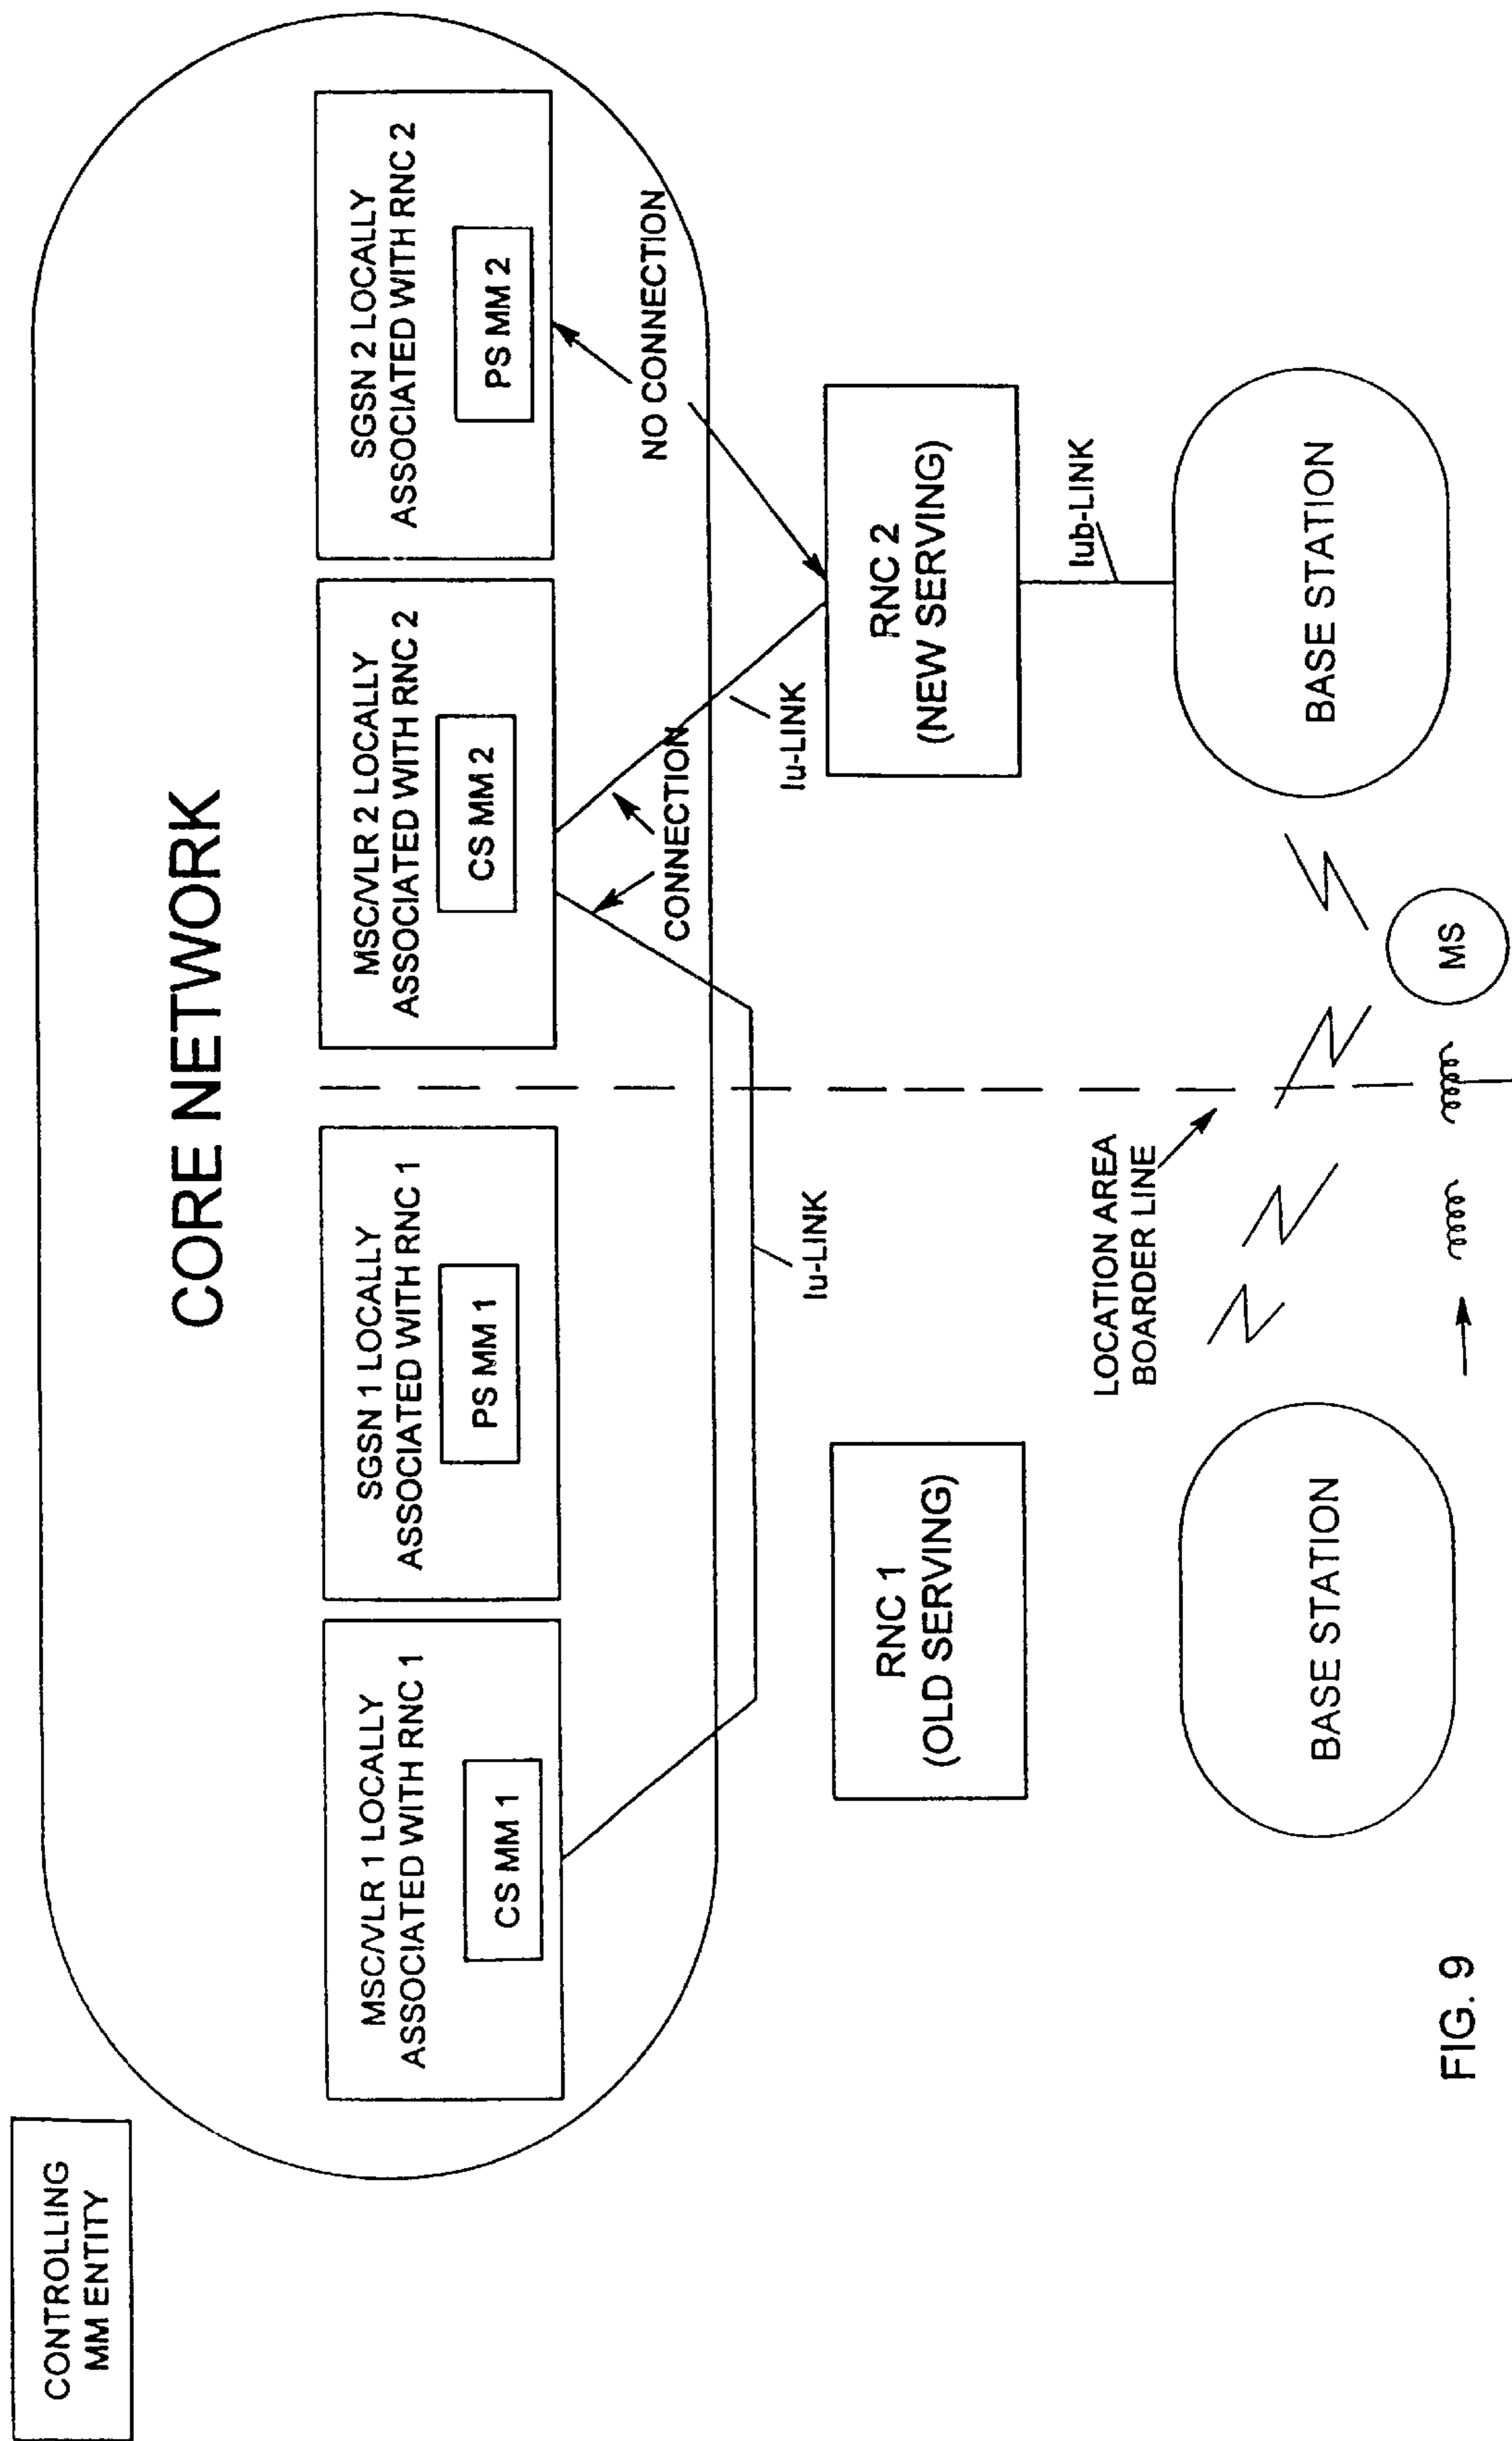 CONTROLLING
MM ENTITY
CORE NETWORK
MSC/VLR 1 LOCALLY
ASSOCIATED WITH RNC 1
CS MM 1
SGSN 1 LOCALLY
ASSOCIATED WITH RNC 1
PS MM 1
MSC/VLR 2 LOCALLY
ASSOCIATED WITH RNC 2
CS MM 2
SGSN 2 LOCALLY
ASSOCIATED WITH RNC 2
PS MM 2
CONNECTION
NO CONNECTION
Iu-LINK
Iu-LINK
RNC 1
(OLD SERVING)
RNC 2
(NEW SERVING)
Iub-LINK
LOCATION AREA
BOARDER LINE
BASE STATION
BASE STATION
MS
FIG. 9